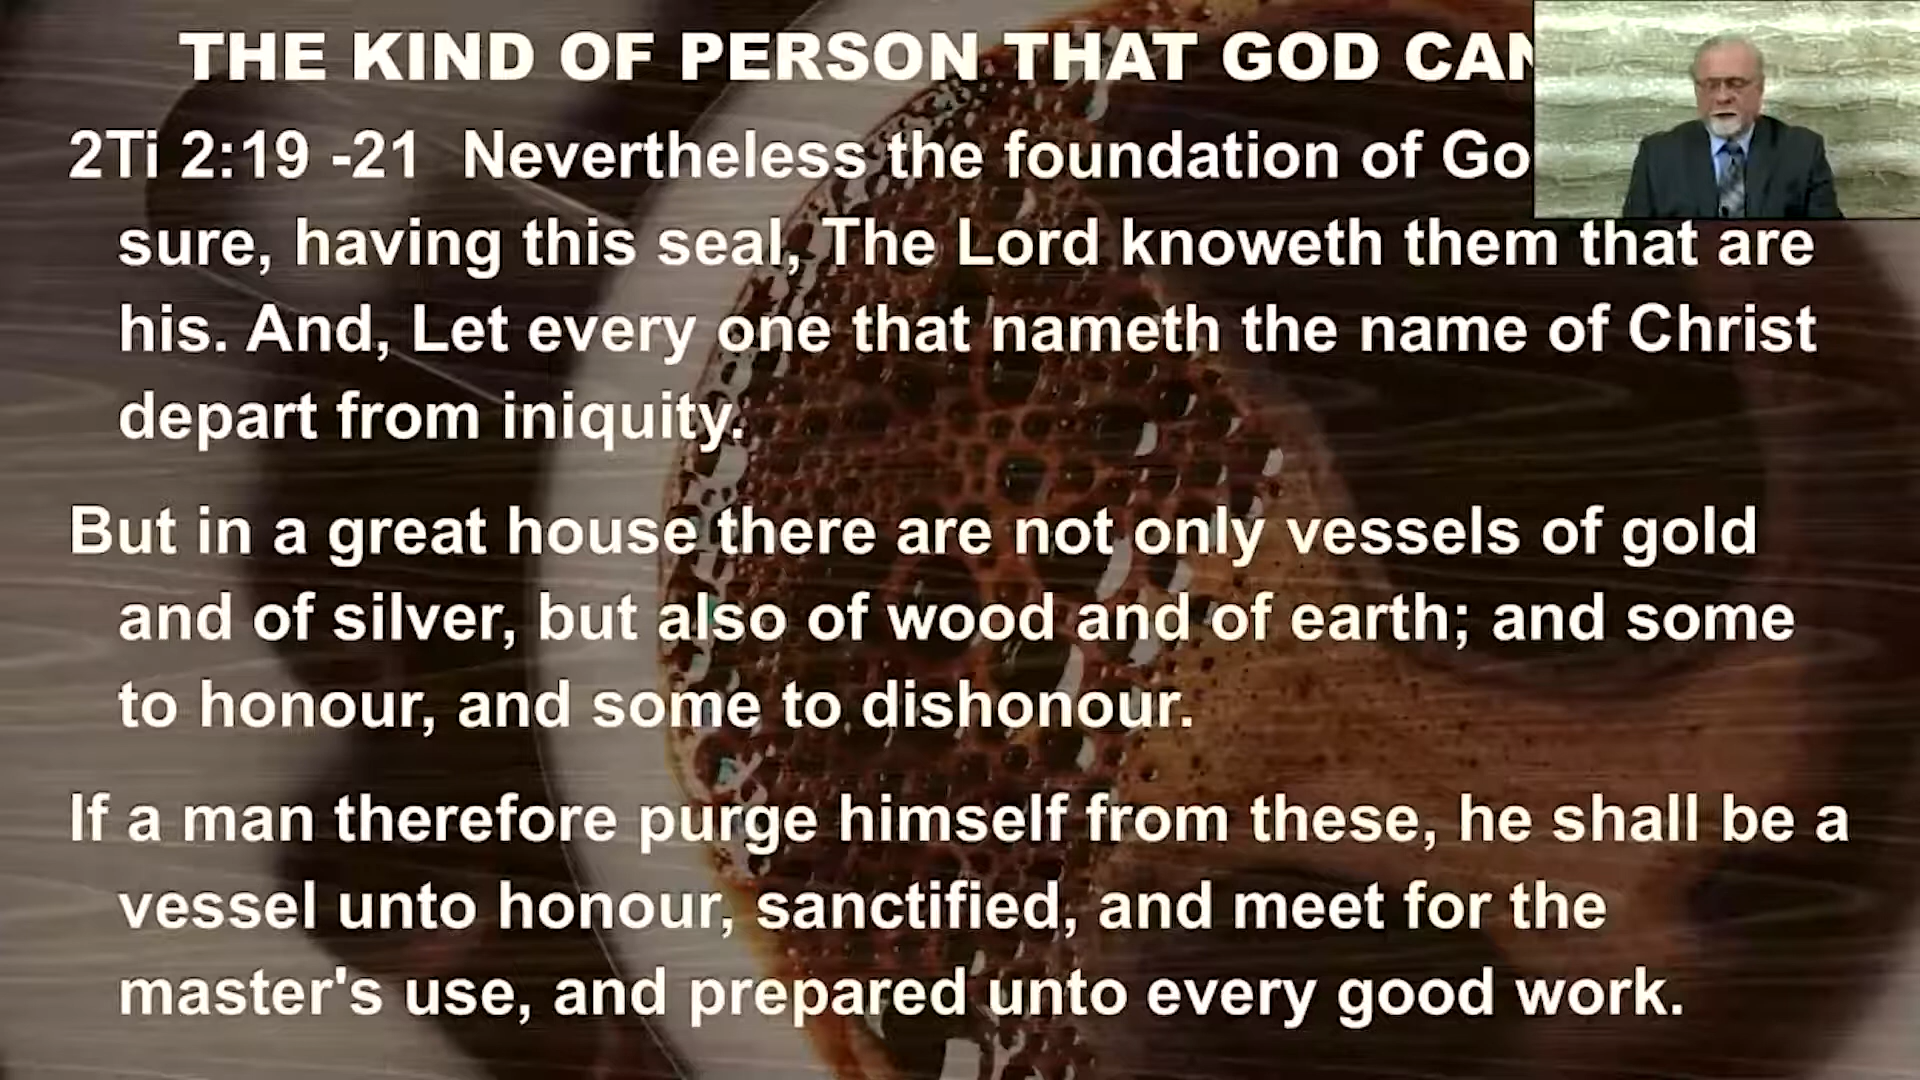 THE KIND OF PERSON THAT GOD CAN
2Ti 2:19 -21 Nevertheless the foundation of Go
sure, having this seal, The Lord knoweth them that are
his. And, Let every one that nameth the name of Christ
depart from iniquity.
But in a great house there are not only vessels of gold
and of silver, but also of wood and of earth; and some
to honour, and some to dishonour.
If a man therefore purge himself from these, he shall be a
vessel unto honour, sanctified, and meet for the
master's use, and prepared unto every good work.